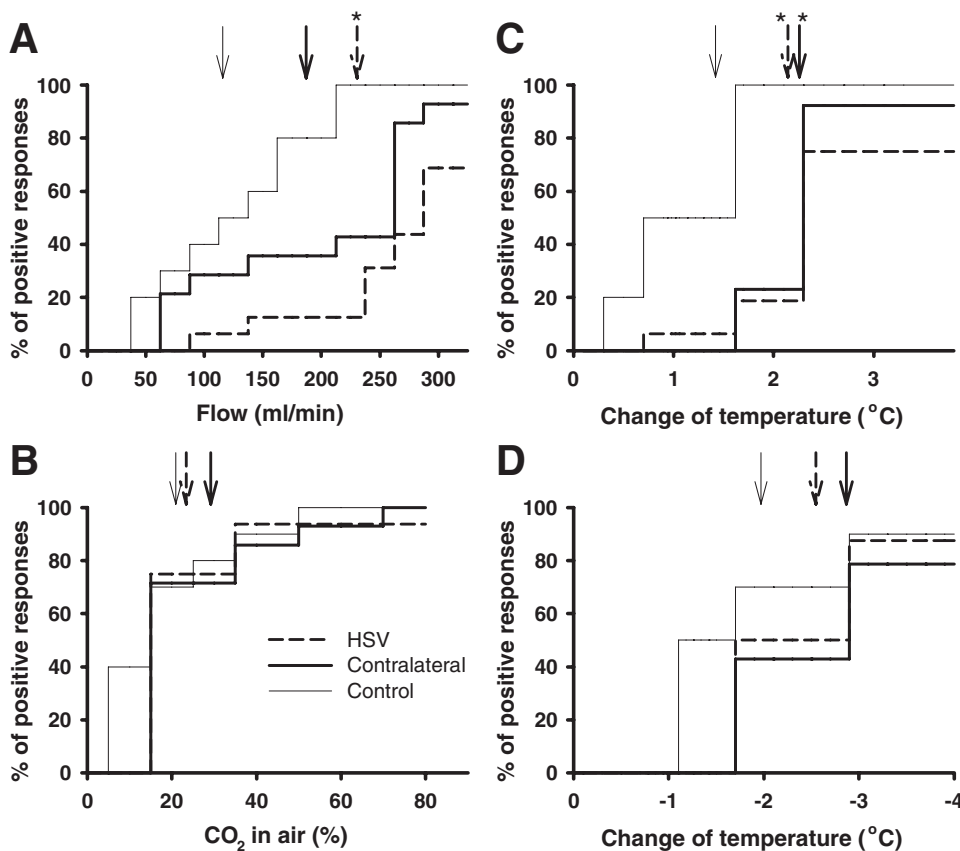 A
*
% of positive responses
100
80
60
40
20
0
0 50 100 150 200 250 300
Flow (ml/min)
C
* *
% of positive responses
100
80
60
40
20
0
0 1 2 3
Change of temperature (°C)
B
% of positive responses
100
80
60
40
20
0
HSV
Contralateral
Control
0 20 40 60 80
CO₂ in air (%)
D
% of positive responses
100
80
60
40
20
0
0 -1 -2 -3 -4
Change of temperature (°C)